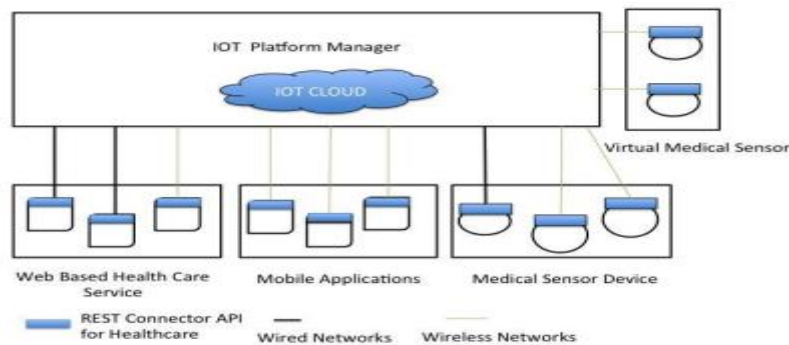 IOT Platform Manager
IOT CLOUD
Virtual Medical Sensor
Web Based Health Care
Service
Mobile Applications
Medical Sensor Device
REST Connector API
for Healthcare
Wired Networks
Wireless Networks